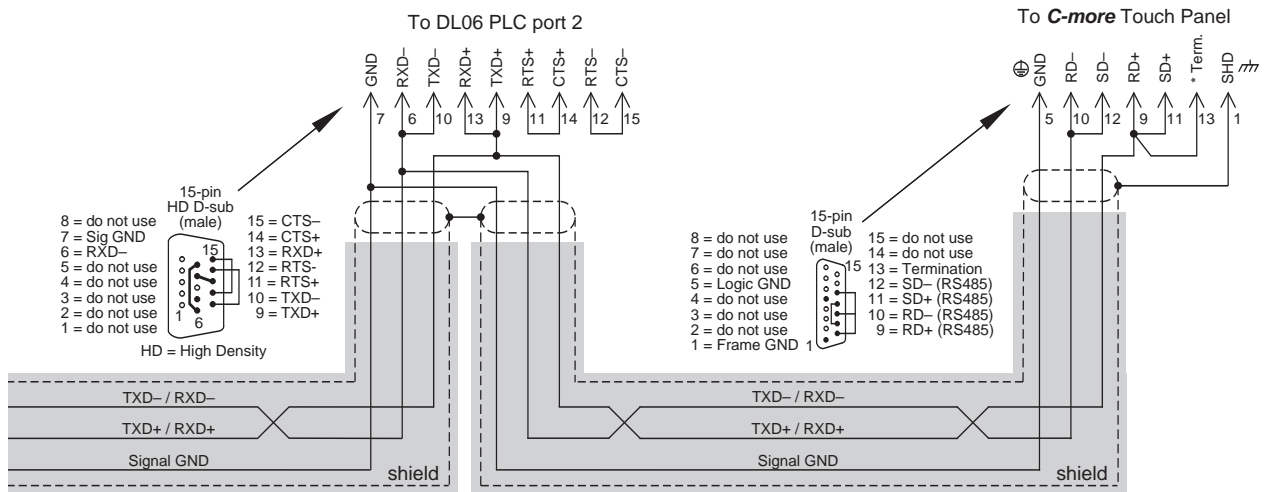 To DL06 PLC port 2
GND RXD– TXD– RXD+ TXD+ RTS+ CTS+ RTS– CTS–
7 6 10 13 9 11 14 12 15
To C-more Touch Panel
GND RD– SD– RD+ SD+ * Term. SHD
5 10 12 9 11 13 1
15-pin
HD D-sub
(male)
8 = do not use
7 = Sig GND
6 = RXD–
5 = do not use
4 = do not use
3 = do not use
2 = do not use
1 = do not use
15
1
6
15 = CTS–
14 = CTS+
13 = RXD+
12 = RTS-
11 = RTS+
10 = TXD–
9 = TXD+
HD = High Density
15-pin
D-sub
(male)
8 = do not use
7 = do not use
6 = do not use
5 = Logic GND
4 = do not use
3 = do not use
2 = do not use
1 = Frame GND
15
1
15 = do not use
14 = do not use
13 = Termination
12 = SD– (RS485)
11 = SD+ (RS485)
10 = RD– (RS485)
9 = RD+ (RS485)
TXD– / RXD–
TXD+ / RXD+
Signal GND
shield
TXD– / RXD–
TXD+ / RXD+
Signal GND
shield